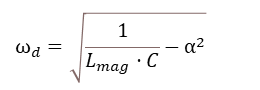 ω_d = √(1 / (L_mag · C) − α²)